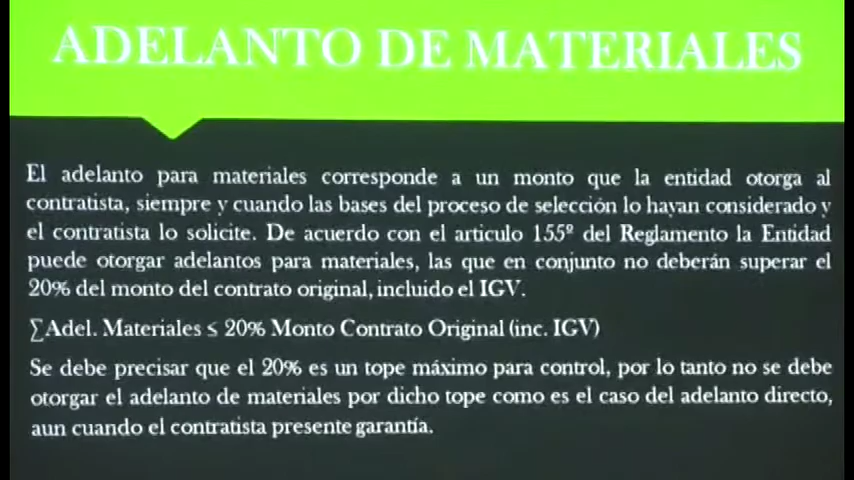 ADELANTO DE MATERIALES
El adelanto para materiales corresponde a un monto que la entidad otorga al
contratista, siempre y cuando las bases del proceso de selección lo hayan considerado y
el contratista lo solicite. De acuerdo con el articulo 155º del Reglamento la Entidad
puede otorgar adelantos para materiales, las que en conjunto no deberán superar el
20% del monto del contrato original, incluido el IGV.
∑Adel. Materiales ≤ 20% Monto Contrato Original (inc. IGV)
Se debe precisar que el 20% es un tope máximo para control, por lo tanto no se debe
otorgar el adelanto de materiales por dicho tope como es el caso del adelanto directo,
aun cuando el contratista presente garantía.